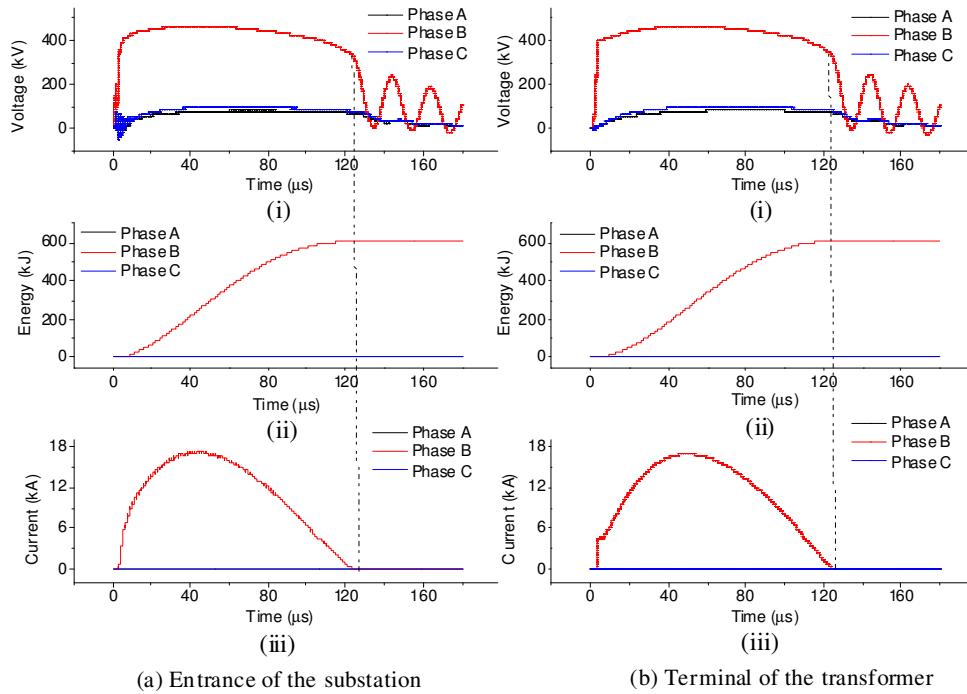 Phase A
Phase B
Phase C
Voltage (kV)
400
200
0
0 40 80 120 160
Time (μs)
(i)
Phase A
Phase B
Phase C
Energy (kJ)
600
400
200
0
0 40 80 120 160
Time (μs)
(ii)
Phase A
Phase B
Phase C
Current (kA)
18
12
6
0
0 40 80 120 160
Time (μs)
(iii)
(a) Entrance of the substation
Phase A
Phase B
Phase C
Voltage (kV)
400
200
0
0 40 80 120 160
Time (μs)
(i)
Phase A
Phase B
Phase C
Energy (kJ)
600
400
200
0
0 40 80 120 160
Time (μs)
(ii)
Phase A
Phase B
Phase C
Current (kA)
18
12
6
0
0 40 80 120 160
Time (μs)
(iii)
(b) Terminal of the transformer